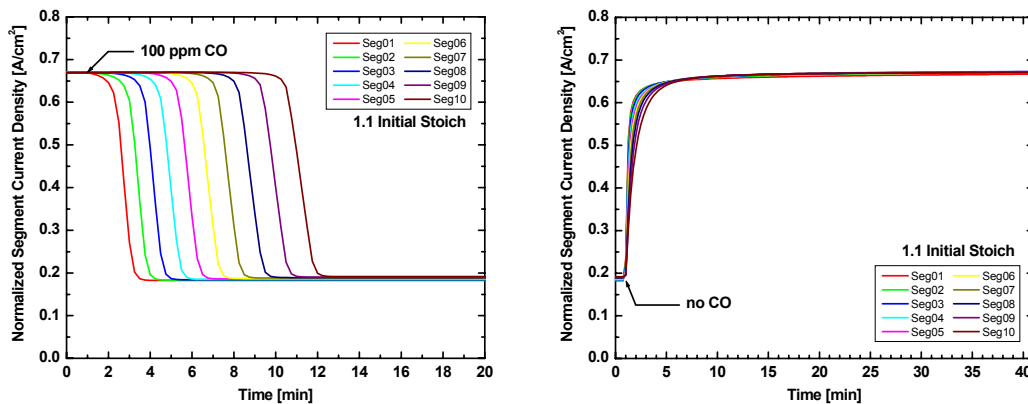 Normalized Segment Current Density [A/cm²]
0.8
0.7
0.6
0.5
0.4
0.3
0.2
0.1
0.0
100 ppm CO
Seg01 Seg06
Seg02 Seg07
Seg03 Seg08
Seg04 Seg09
Seg05 Seg10
1.1 Initial Stoich
0 2 4 6 8 10 12 14 16 18 20
Time [min]
Normalized Segment Current Density [A/cm²]
0.8
0.7
0.6
0.5
0.4
0.3
0.2
0.1
0.0
no CO
1.1 Initial Stoich
Seg01 Seg06
Seg02 Seg07
Seg03 Seg08
Seg04 Seg09
Seg05 Seg10
0 5 10 15 20 25 30 35 40
Time [min]